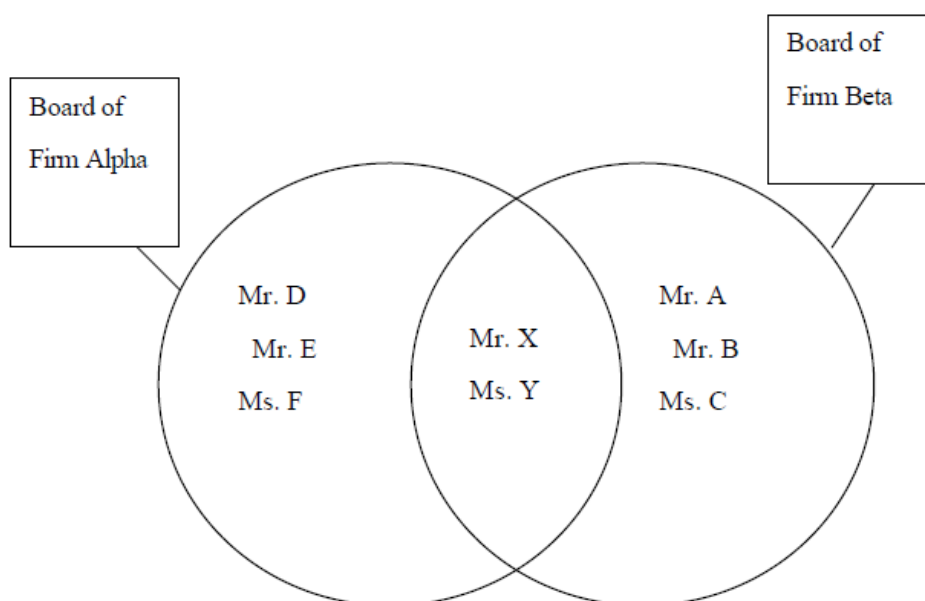 Board of
Firm Alpha
Board of
Firm Beta
Mr. D
Mr. E
Ms. F
Mr. X
Ms. Y
Mr. A
Mr. B
Ms. C